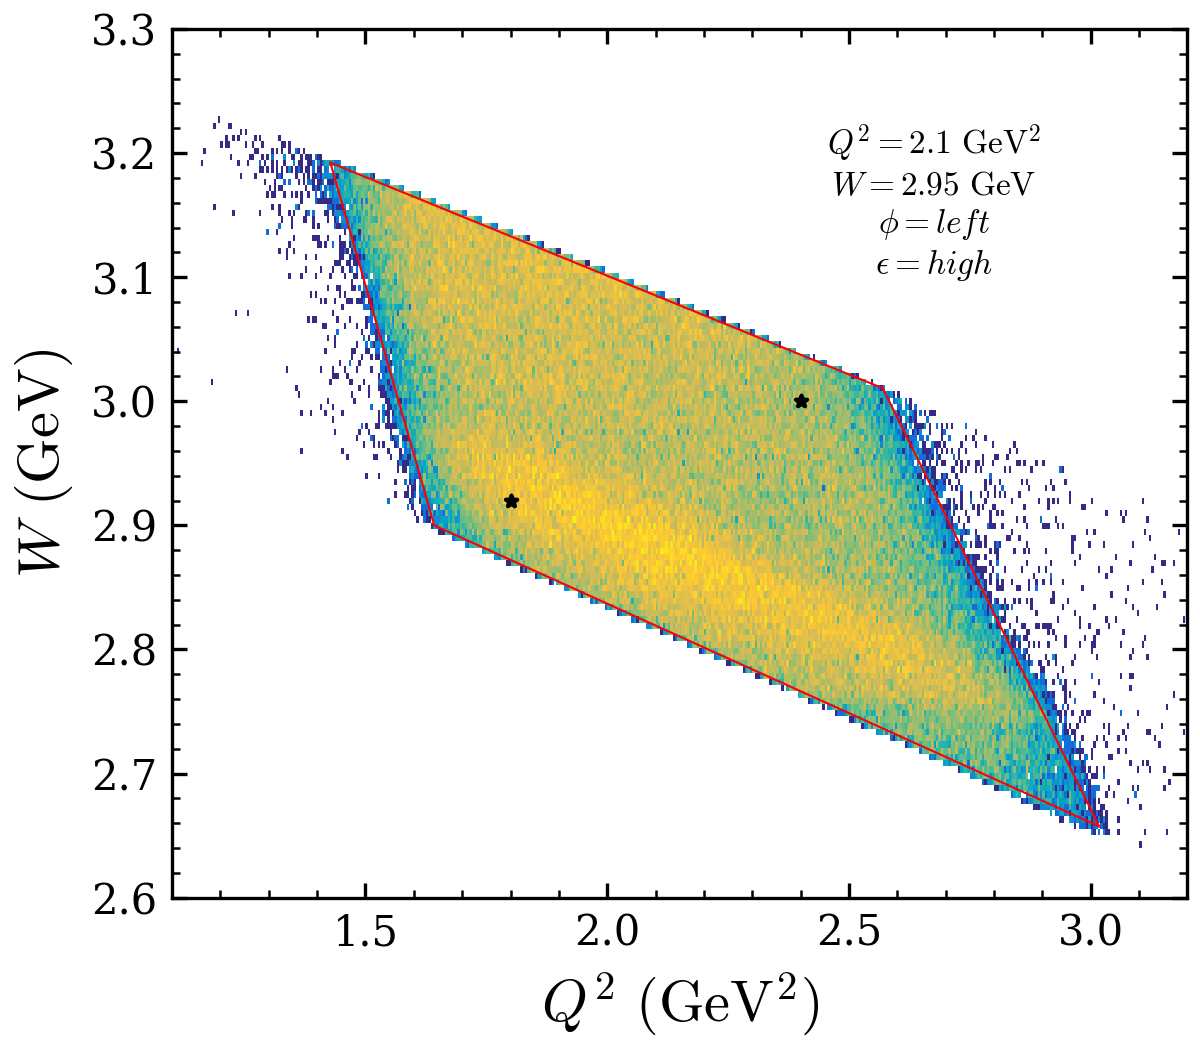 3.3
3.2
3.1
3.0
2.9
2.8
2.7
2.6
W (GeV)
Q² = 2.1 GeV²
W = 2.95 GeV
ϕ = left
ϵ = high
1.5 2.0 2.5 3.0
Q² (GeV²)